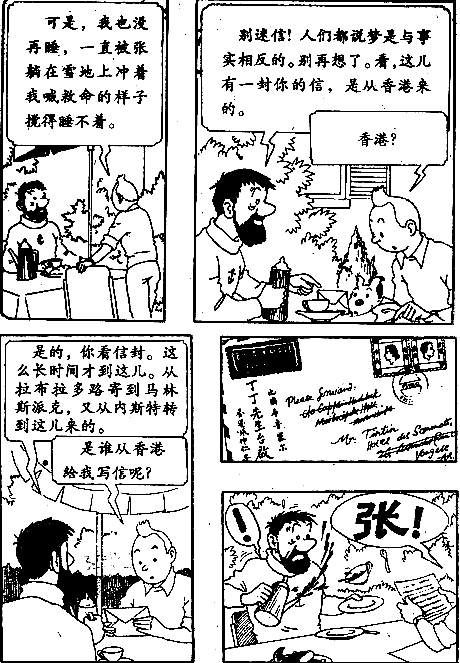 可是，我也没
再睡，一直被张
躺在雪地上冲着
我喊救命的样子
搅得睡不着。
别迷信！人们都说梦是与事
实相反的。别再想了。看，这儿
有一封你的信，是从香港来
的。
香港？
是的，你看信封。这
么长时间才到这儿。从
拉布拉多路寄到马林
斯派克，又从内斯特转
到这儿来的。
是谁从香港
给我写信呢？
丁丁先生台啟
Please forward.
Mr. Tintin
Hôtel des Sommets
!
张！